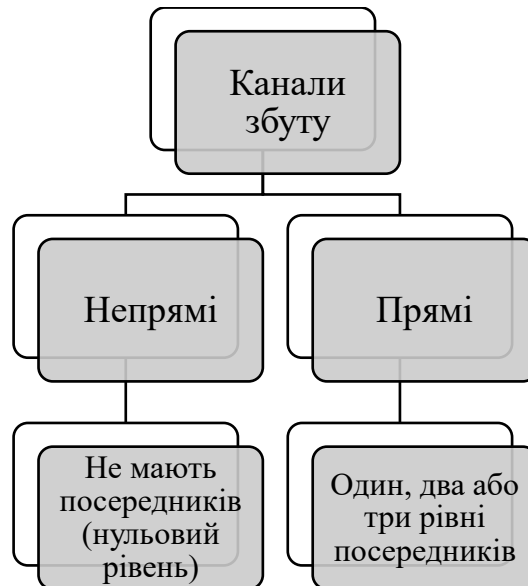 Канали
збуту
Непрямі
Прямі
Не мають
посередників
(нульовий
рівень)
Один, два або
три рівні
посередників